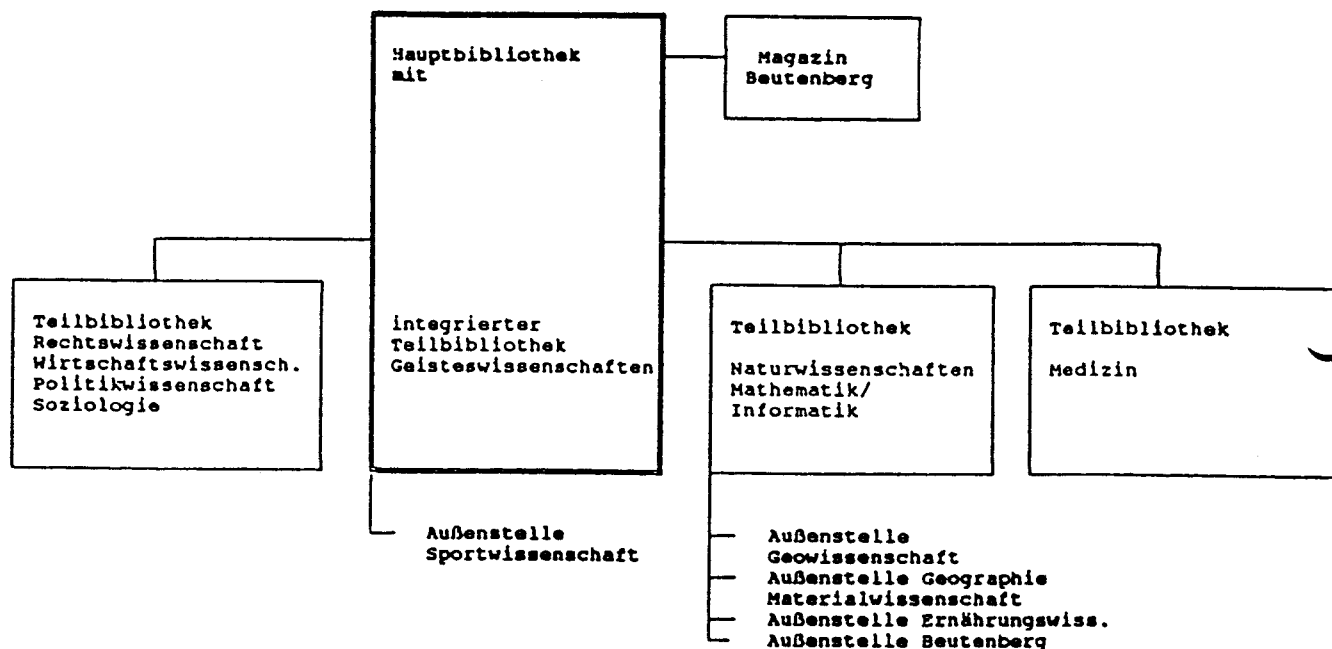 Hauptbibliothek
mit
Magazin
Beutenberg
Teilbibliothek
Rechtswissenschaft
Wirtschaftswissensch.
Politikwissenschaft
Soziologie
integrierter
Teilbibliothek
Geisteswissenschaften
Teilbibliothek
Naturwissenschaften
Mathematik/
Informatik
Teilbibliothek
Medizin
Außenstelle
Sportwissenschaft
Außenstelle
Geowissenschaft
Außenstelle Geographie
Materialwissenschaft
Außenstelle Ernährungswiss.
Außenstelle Beutenberg